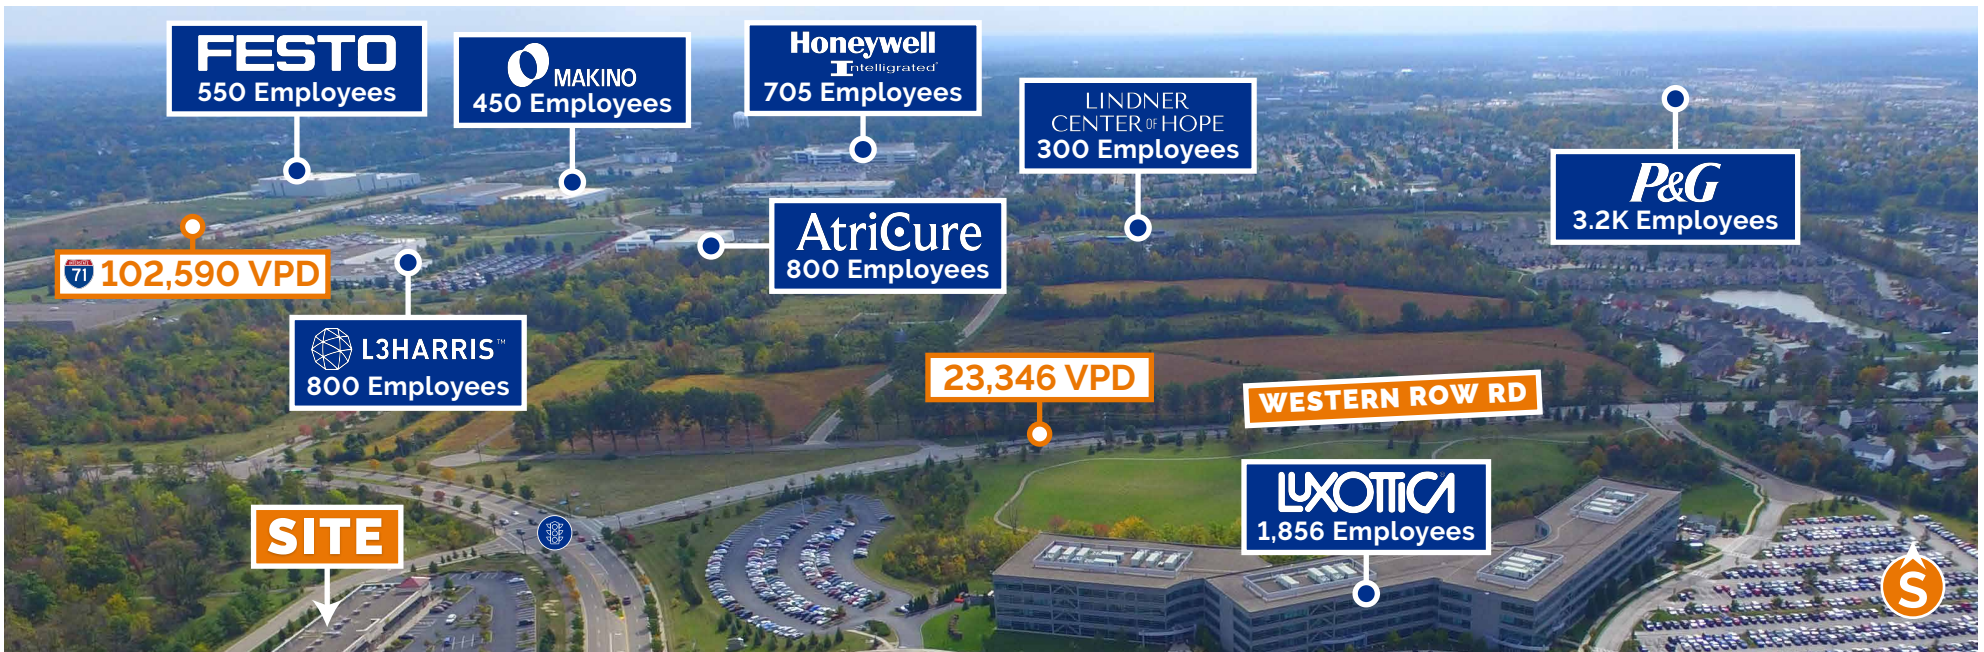 FESTO
550 Employees
MAKINO
450 Employees
Honeywell
Intelligrated
705 Employees
LINDNER
CENTER OF HOPE
300 Employees
P&G
3.2K Employees
AtriCure
800 Employees
71 102,590 VPD
L3HARRIS™
800 Employees
23,346 VPD
WESTERN ROW RD
LUXOTTICA
1,856 Employees
SITE
S